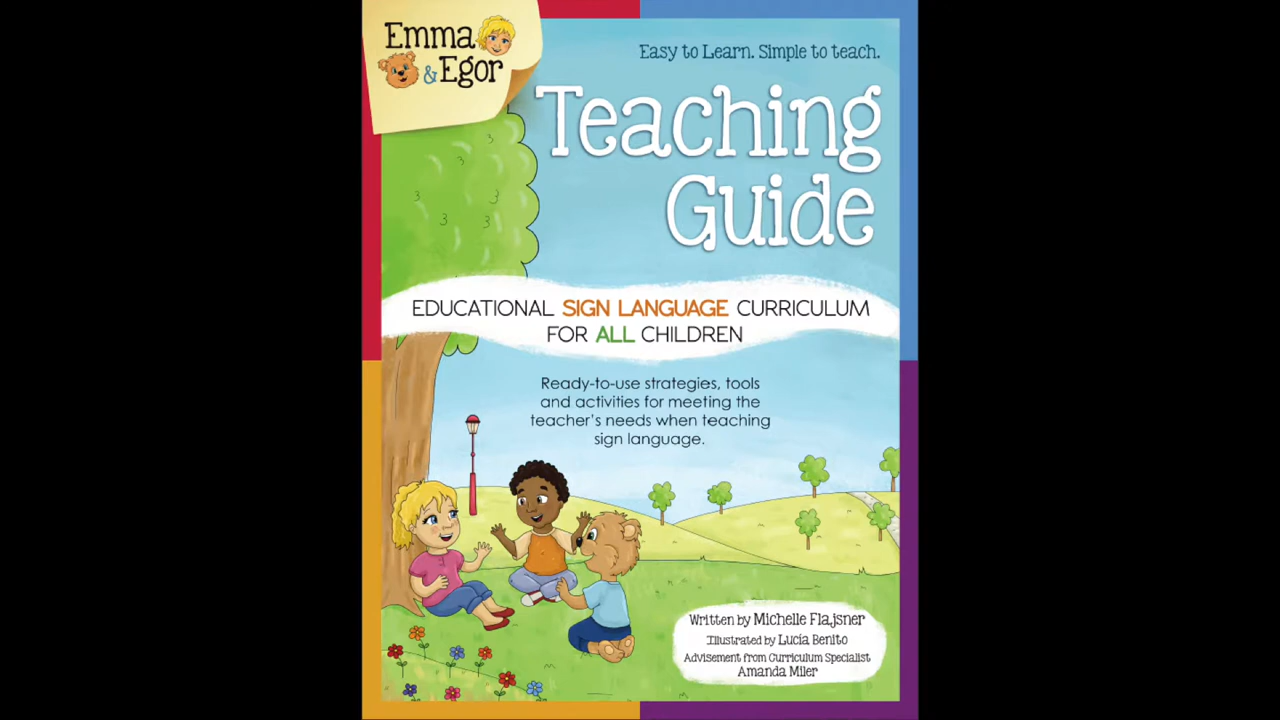 Emma
& Egor
Easy to Learn. Simple to teach.
Teaching
Guide
EDUCATIONAL SIGN LANGUAGE CURRICULUM
FOR ALL CHILDREN
Ready-to-use strategies, tools
and activities for meeting the
teacher's needs when teaching
sign language.
Written by Michelle Flajsner
Illustrated by Lucía Benito
Advisement from Curriculum Specialist
Amanda Miler